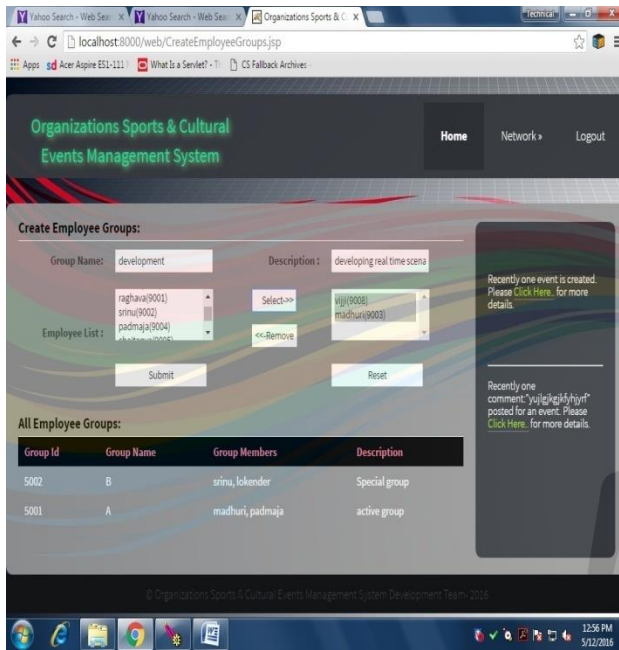 Yahoo Search - Web Sea
Yahoo Search - Web Sea
Organizations Sports & Cu
Technical
localhost:8000/web/CreateEmployeeGroups.jsp
Apps
Acer Aspire ES1-111
What Is a Servlet? - T
CS Fallback Archives -
Organizations Sports & Cultural
Events Management System
Home
Network »
Logout
Create Employee Groups:
Group Name:
development
Description :
developing real time scena
Employee List :
raghava(9001)
srinu(9002)
padmaja(9004)
Select->>
<<-Remove
vijji(9008)
madhuri(9003)
Submit
Reset
All Employee Groups:
Group Id Group Name Group Members Description
5002 B srinu, lokender Special group
5001 A madhuri, padmaja active group
Recently one event is created.
Please Click Here.. for more
details.
Recently one
comment:"yujlgjkgjkfyhjyrf"
posted for an event. Please
Click Here.. for more details.
© Organizations Sports & Cultural Events Management System Development Team- 2016
12:56 PM
5/12/2016